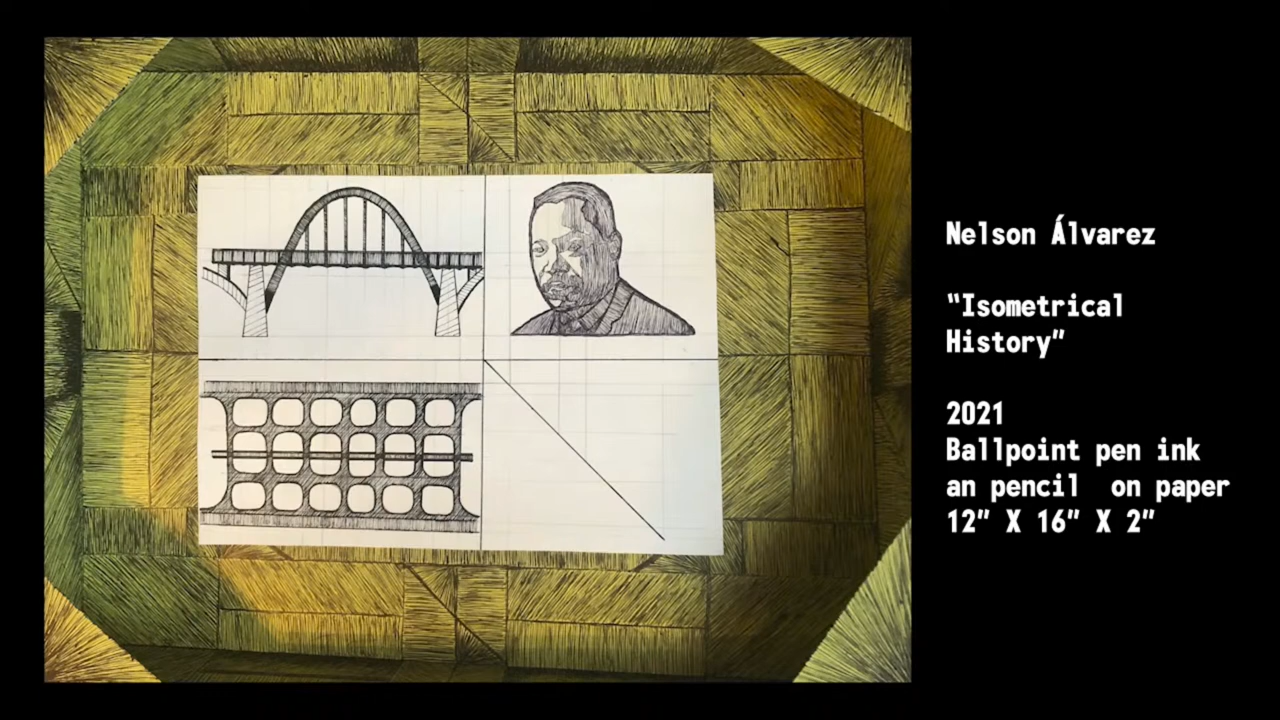 Nelson Álvarez
“Isometrical
History”
2021
Ballpoint pen ink
an pencil  on paper
12” X 16” X 2”